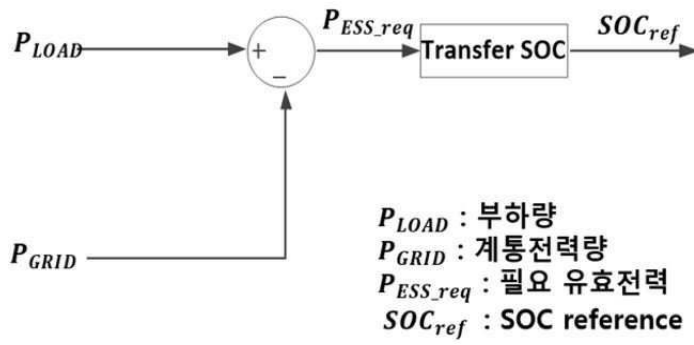 P_LOAD
+
−
P_ESS_req
Transfer SOC
SOC_ref
P_GRID
P_LOAD : 부하량
P_GRID : 계통전력량
P_ESS_req : 필요 유효전력
SOC_ref : SOC reference